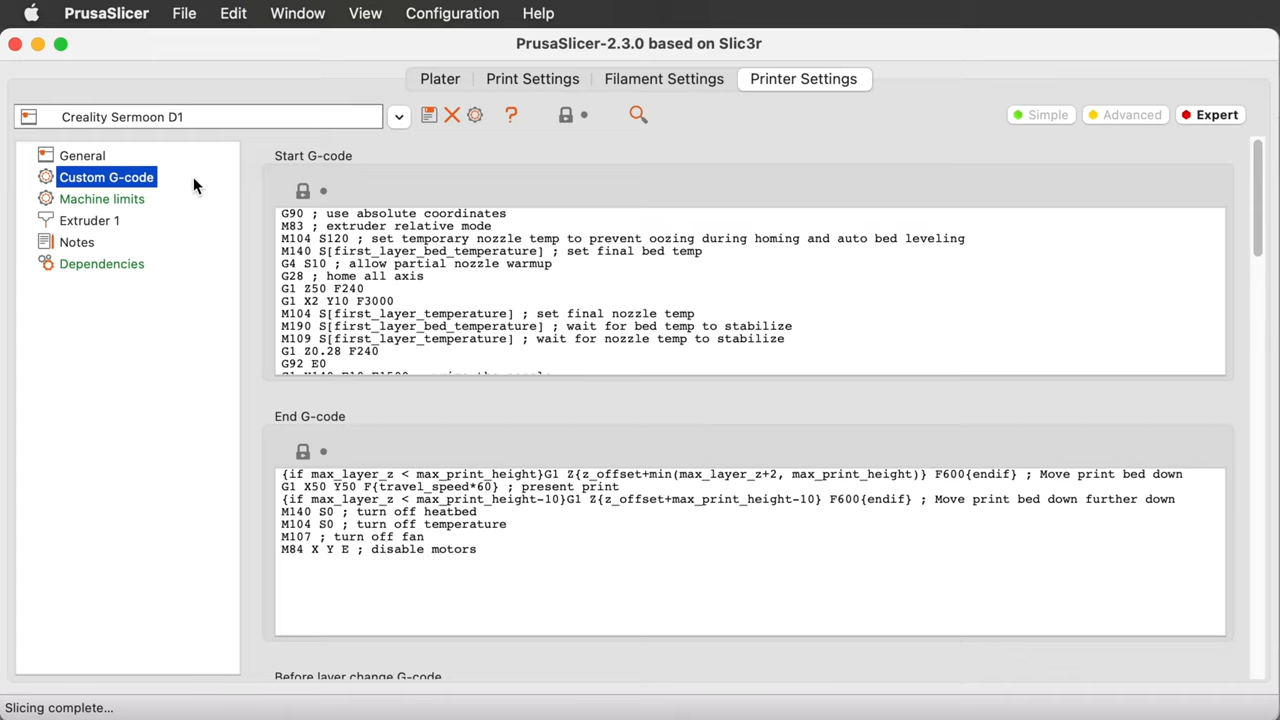 PrusaSlicer File Edit Window View Configuration Help
PrusaSlicer-2.3.0 based on Slic3r
Plater Print Settings Filament Settings Printer Settings
Creality Sermoon D1
? Simple Advanced Expert
General
Custom G-code
Machine limits
Extruder 1
Notes
Dependencies
Start G-code
G90 ; use absolute coordinates
M83 ; extruder relative mode
M104 S120 ; set temporary nozzle temp to prevent oozing during homing and auto bed leveling
M140 S[first_layer_bed_temperature] ; set final bed temp
G4 S10 ; allow partial nozzle warmup
G28 ; home all axis
G1 Z50 F240
G1 X2 Y10 F3000
M104 S[first_layer_temperature] ; set final nozzle temp
M190 S[first_layer_bed_temperature] ; wait for bed temp to stabilize
M109 S[first_layer_temperature] ; wait for nozzle temp to stabilize
G1 Z0.28 F240
G92 E0
End G-code
{if max_layer_z < max_print_height}G1 Z{z_offset+min(max_layer_z+2, max_print_height)} F600{endif} ; Move print bed down
G1 X50 Y50 F{travel_speed*60} ; present print
{if max_layer_z < max_print_height-10}G1 Z{z_offset+max_print_height-10} F600{endif} ; Move print bed down further down
M140 S0 ; turn off heatbed
M104 S0 ; turn off temperature
M107 ; turn off fan
M84 X Y E ; disable motors
Before layer change G-code
Slicing complete...